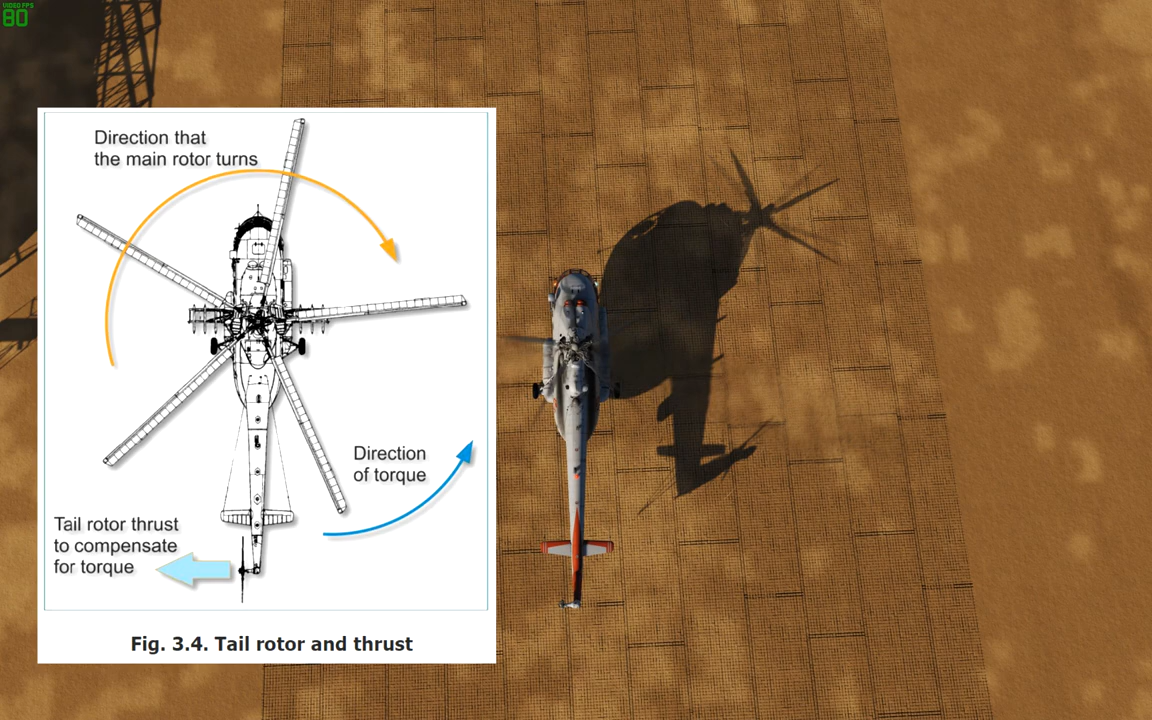 VIDEO FPS
80
Direction that
the main rotor turns
Direction
of torque
Tail rotor thrust
to compensate
for torque
Fig. 3.4. Tail rotor and thrust